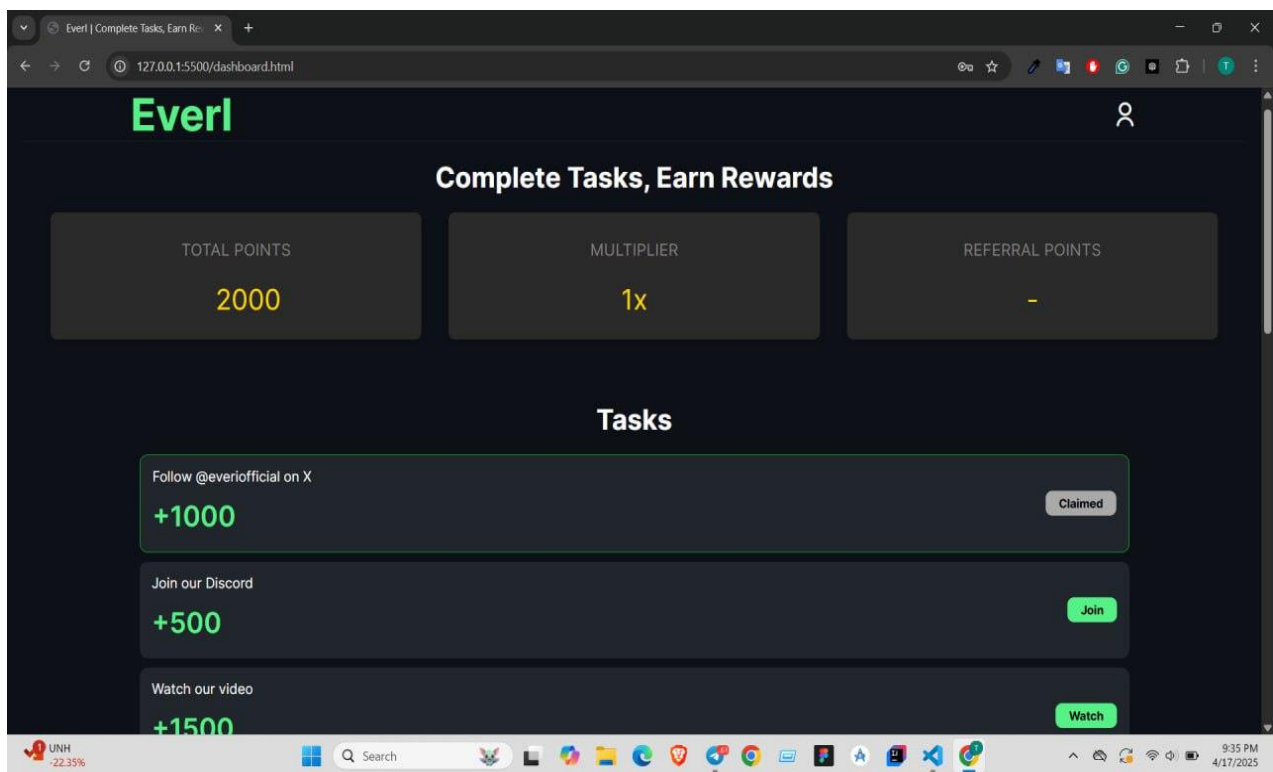 Everl | Complete Tasks, Earn Re
127.0.0.1:5500/dashboard.html
T
Everl
Complete Tasks, Earn Rewards
TOTAL POINTS
MULTIPLIER
REFERRAL POINTS
2000
1x
-
Tasks
Follow @everiofficial on X
+1000
Claimed
Join our Discord
+500
Join
Watch our video
+1500
Watch
1
UNH
-22.35%
Search
9:35 PM
4/17/2025